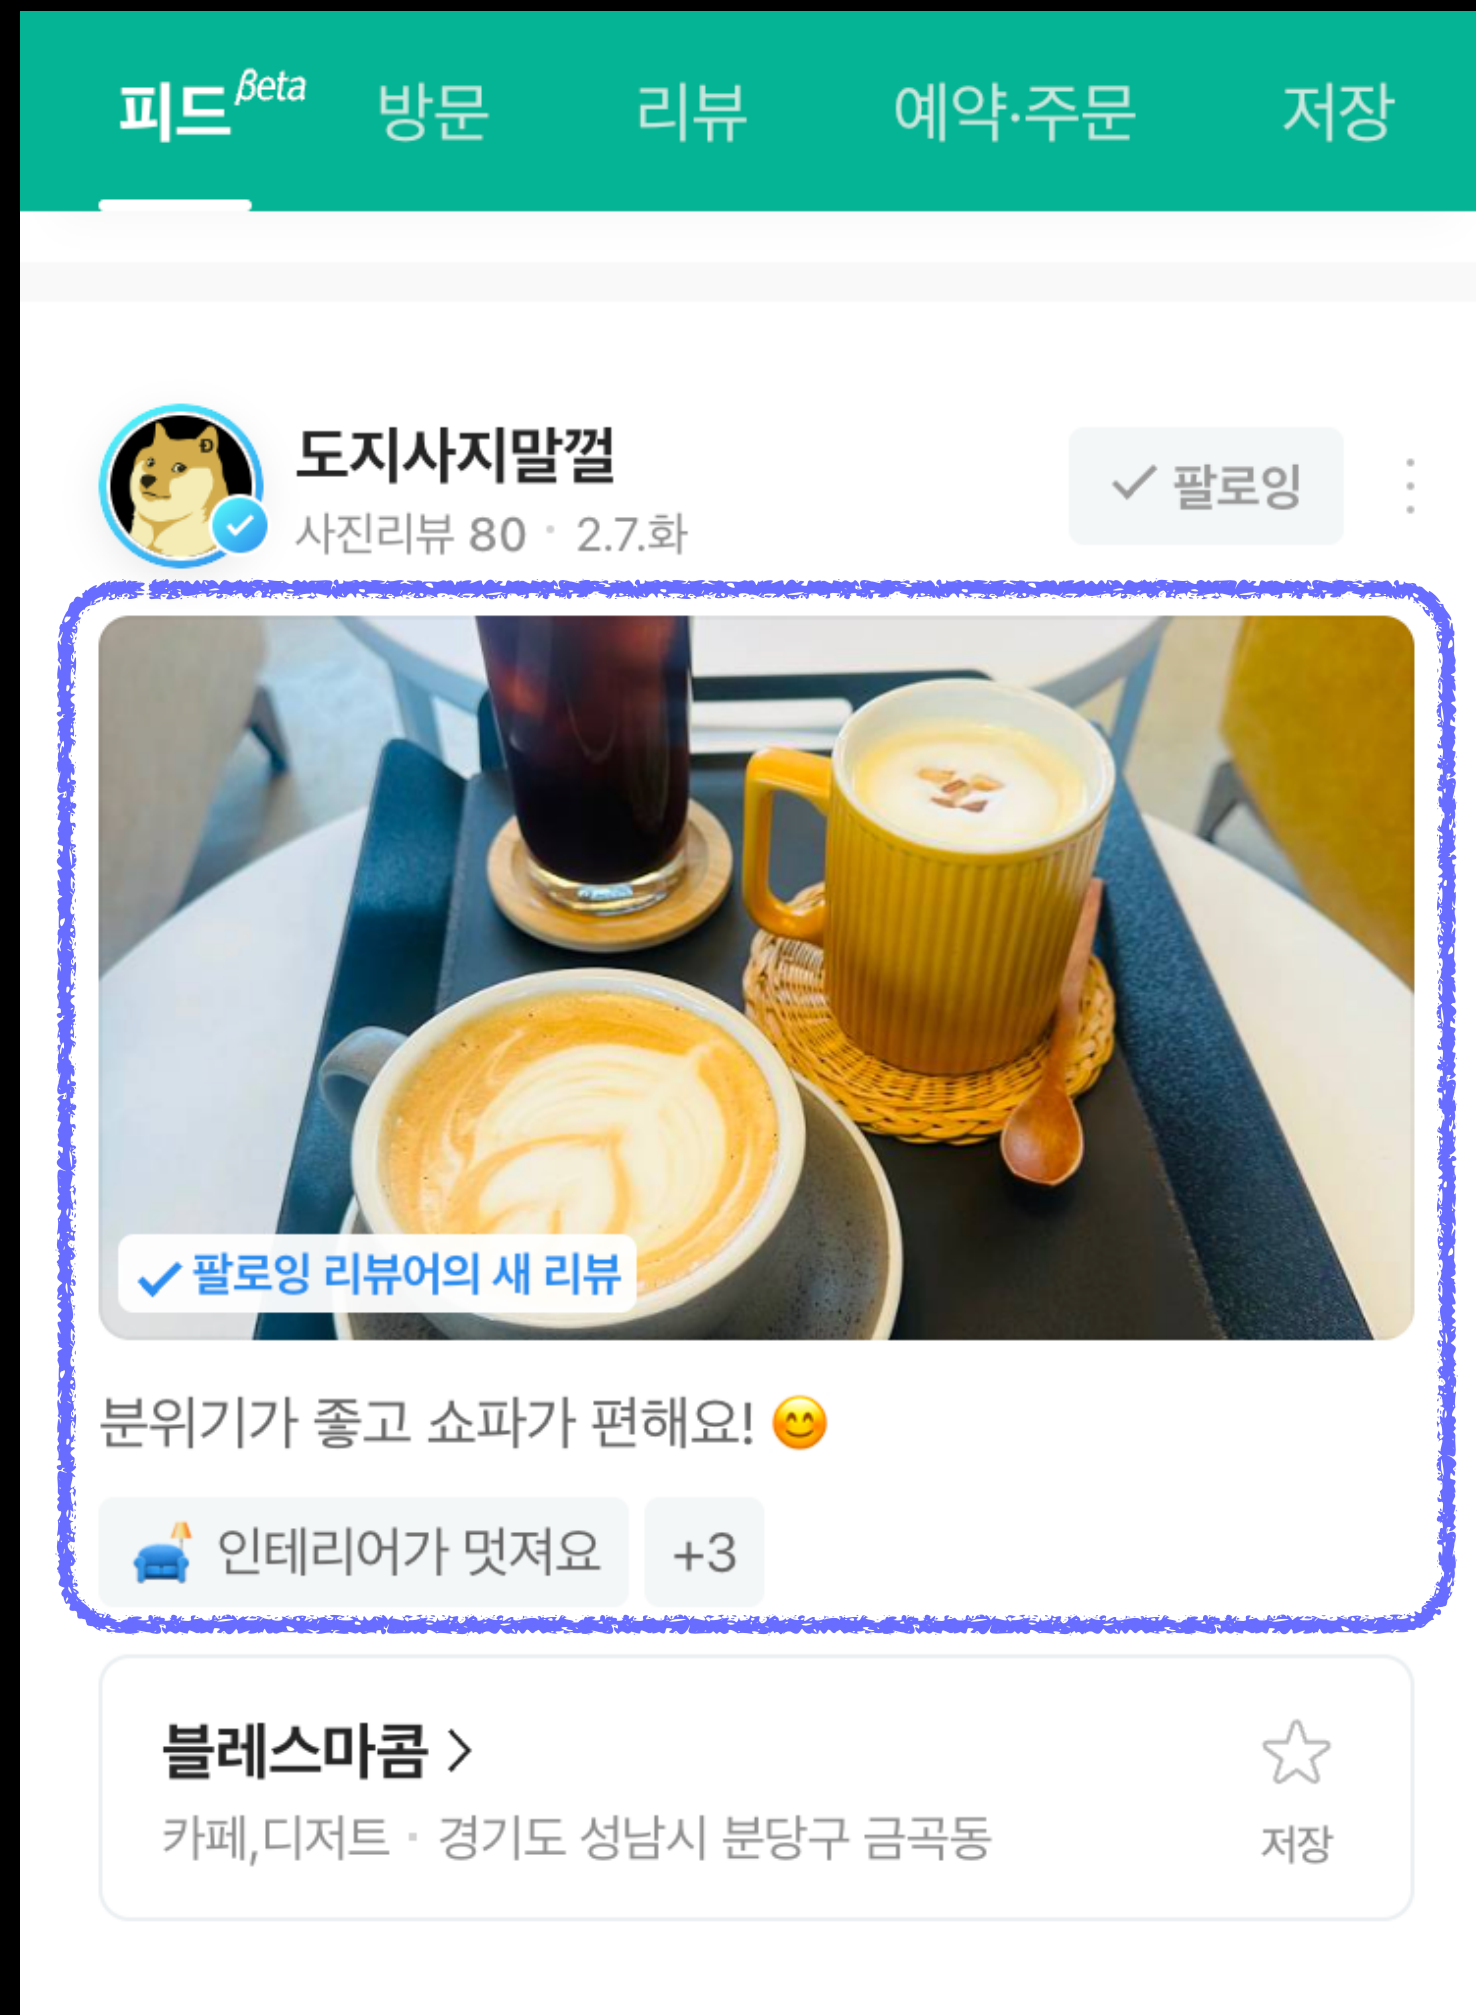 피드 βeta 방문 리뷰 예약·주문 저장
도지사지말껄
사진리뷰 80 · 2.7.화
팔로잉
팔로잉 리뷰어의 새 리뷰
분위기가 좋고 쇼파가 편해요! 😊
인테리어가 멋져요 +3
블레스마콤 >
카페,디저트 · 경기도 성남시 분당구 금곡동
저장